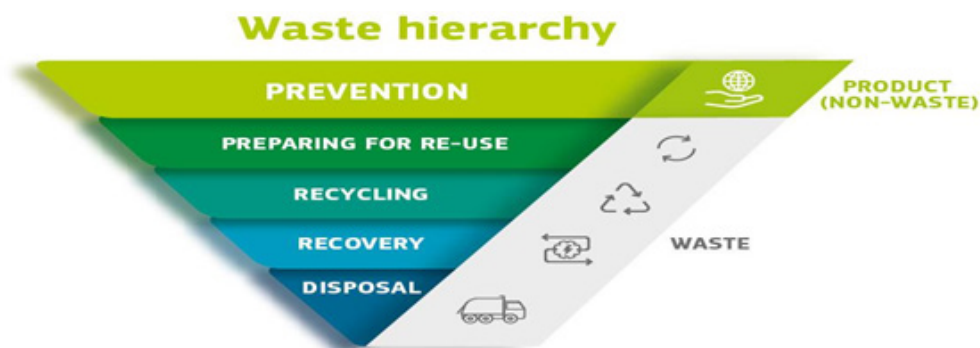 Waste hierarchy
PREVENTION
PRODUCT
(NON-WASTE)
PREPARING FOR RE-USE
RECYCLING
RECOVERY
WASTE
DISPOSAL